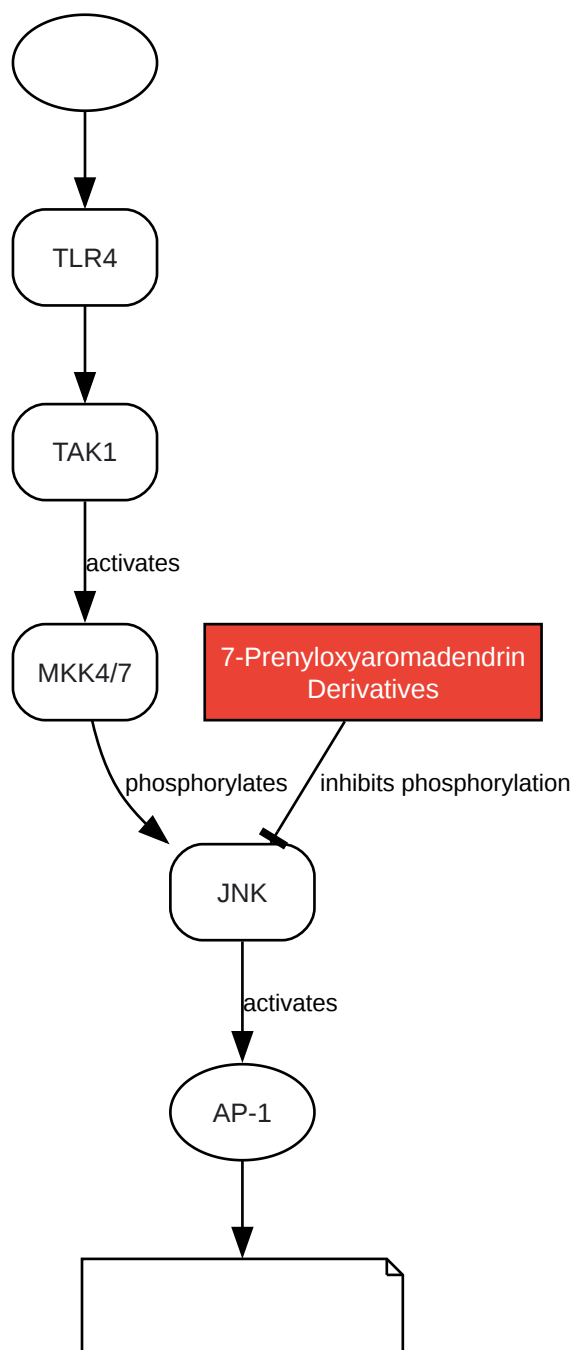 TLR4
TAK1
activates
MKK4/7
7-Prenyloxyaromadendrin
Derivatives
phosphorylates
inhibits phosphorylation
JNK
activates
AP-1